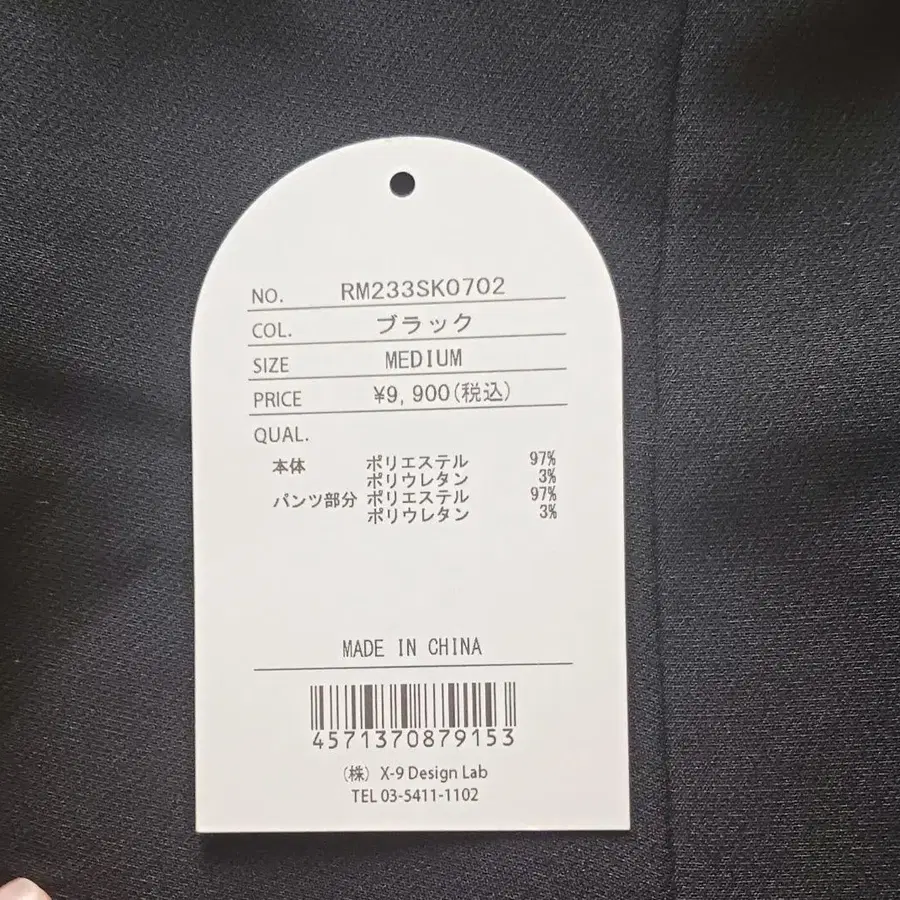 NO. RM233SK0702
COL. ブラック
SIZE MEDIUM
PRICE ¥9,900(税込)
QUAL.
本体 ポリエステル 97%
ポリウレタン 3%
パンツ部分 ポリエステル 97%
ポリウレタン 3%
MADE IN CHINA
4571370879153
(株) X-9 Design Lab
TEL 03-5411-1102